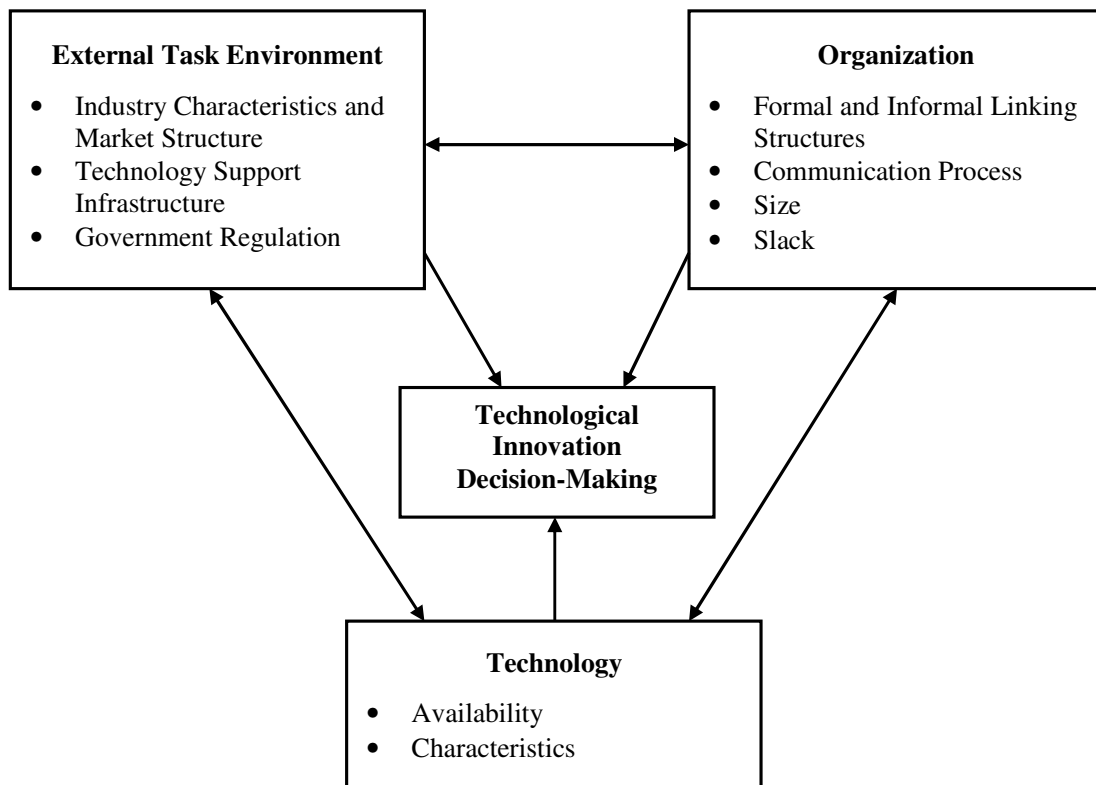 External Task Environment
• Industry Characteristics and
Market Structure
• Technology Support
Infrastructure
• Government Regulation
Organization
• Formal and Informal Linking
Structures
• Communication Process
• Size
• Slack
Technological
Innovation
Decision-Making
Technology
• Availability
• Characteristics